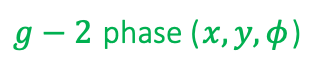 g − 2 phase (x, y, ϕ)